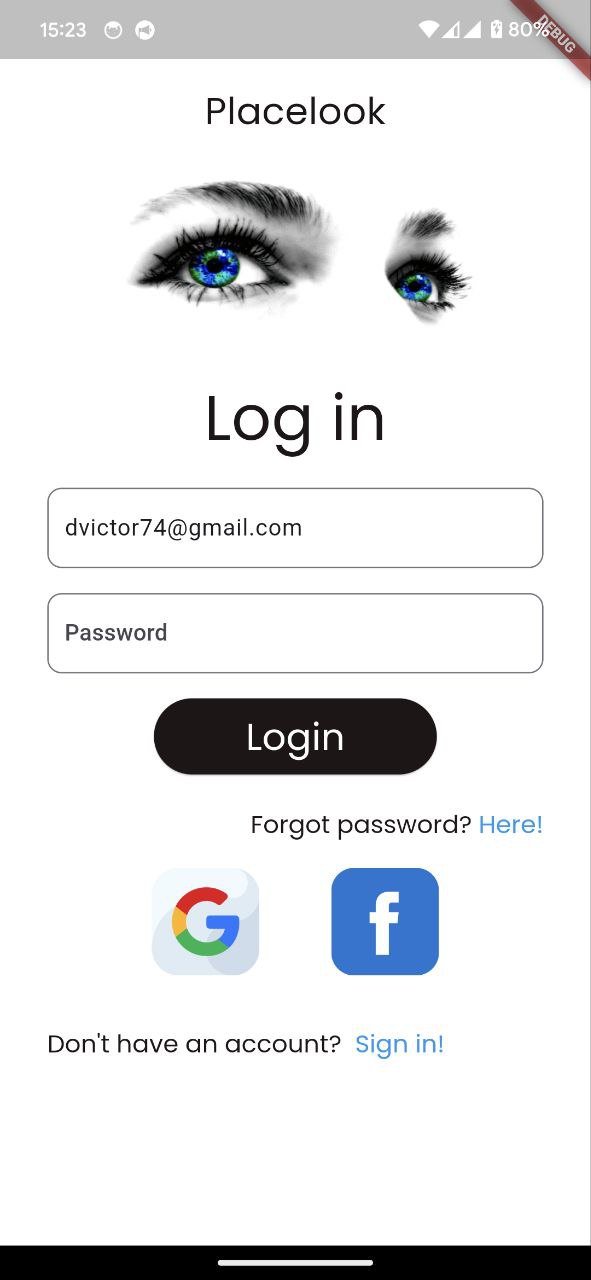 15:23
80%
DEBUG
Placelook
Log in
dvictor74@gmail.com
Password
Login
Forgot password? Here!
Don't have an account? Sign in!